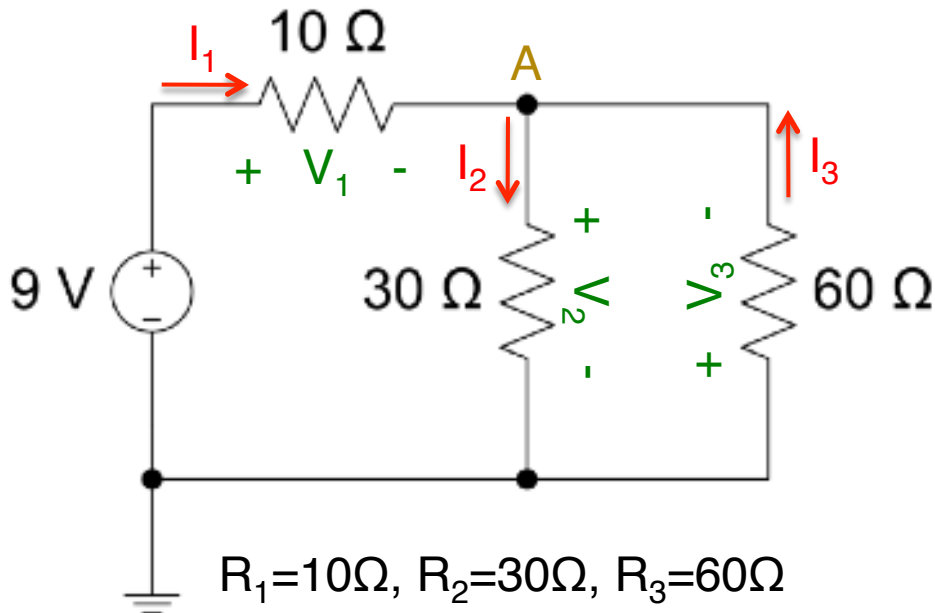 10 Ω
I₁
A
+ V₁ -
I₂
I₃
+ V₂ -
- V₃ +
9 V
+
−
30 Ω
60 Ω
R₁=10Ω, R₂=30Ω, R₃=60Ω